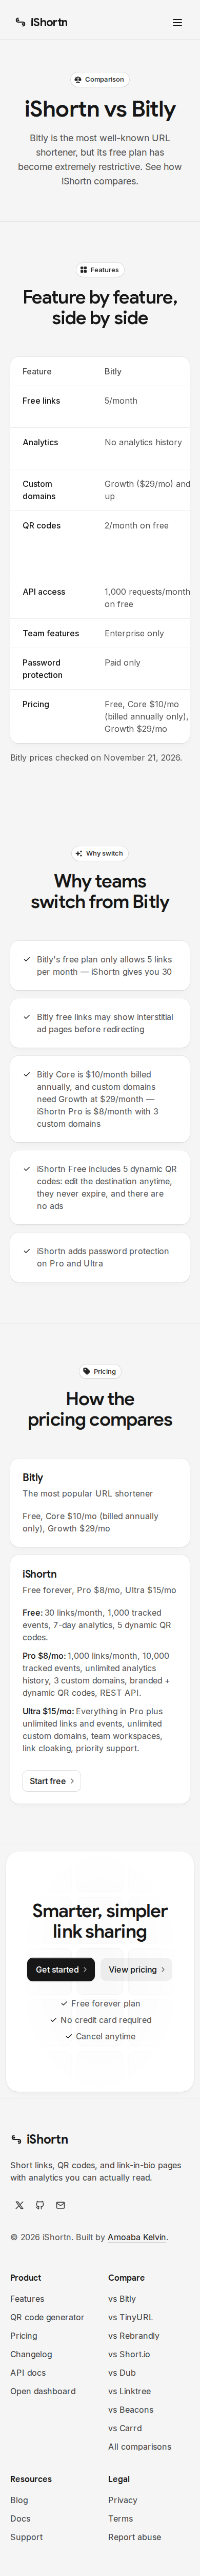 iShortn
Comparison
iShortn vs Bitly
Bitly is the most well-known URL
shortener, but its free plan has
become extremely restrictive. See how
iShortn compares.
Features
Feature by feature,
side by side
Feature Bitly
Free links 5/month
Analytics No analytics history
Custom domains Growth ($29/mo) and
up
QR codes 2/month on free
API access 1,000 requests/month
on free
Team features Enterprise only
Password protection Paid only
Pricing Free, Core $10/mo
(billed annually only),
Growth $29/mo
Bitly prices checked on November 21, 2026.
Why switch
Why teams
switch from Bitly
Bitly's free plan only allows 5 links
per month — iShortn gives you 30
Bitly free links may show interstitial
ad pages before redirecting
Bitly Core is $10/month billed
annually, and custom domains
need Growth at $29/month —
iShortn Pro is $8/month with 3
custom domains
iShortn Free includes 5 dynamic QR
codes: edit the destination anytime,
they never expire, and there are
no ads
iShortn adds password protection
on Pro and Ultra
Pricing
How the
pricing compares
Bitly
The most popular URL shortener
Free, Core $10/mo (billed annually
only), Growth $29/mo
iShortn
Free forever, Pro $8/mo, Ultra $15/mo
Free: 30 links/month, 1,000 tracked
events, 7-day analytics, 5 dynamic QR
codes.
Pro $8/mo: 1,000 links/month, 10,000
tracked events, unlimited analytics
history, 3 custom domains, branded +
dynamic QR codes, REST API.
Ultra $15/mo: Everything in Pro plus
unlimited links and events, unlimited
custom domains, team workspaces,
link cloaking, priority support.
Start free
Smarter, simpler
link sharing
Get started View pricing
Free forever plan
No credit card required
Cancel anytime
iShortn
Short links, QR codes, and link-in-bio pages
with analytics you can actually read.
© 2026 iShortn. Built by Amoaba Kelvin.
Product
Features
QR code generator
Pricing
Changelog
API docs
Open dashboard
Compare
vs Bitly
vs TinyURL
vs Rebrandly
vs Short.io
vs Dub
vs Linktree
vs Beacons
vs Carrd
All comparisons
Resources
Blog
Docs
Support
Legal
Privacy
Terms
Report abuse